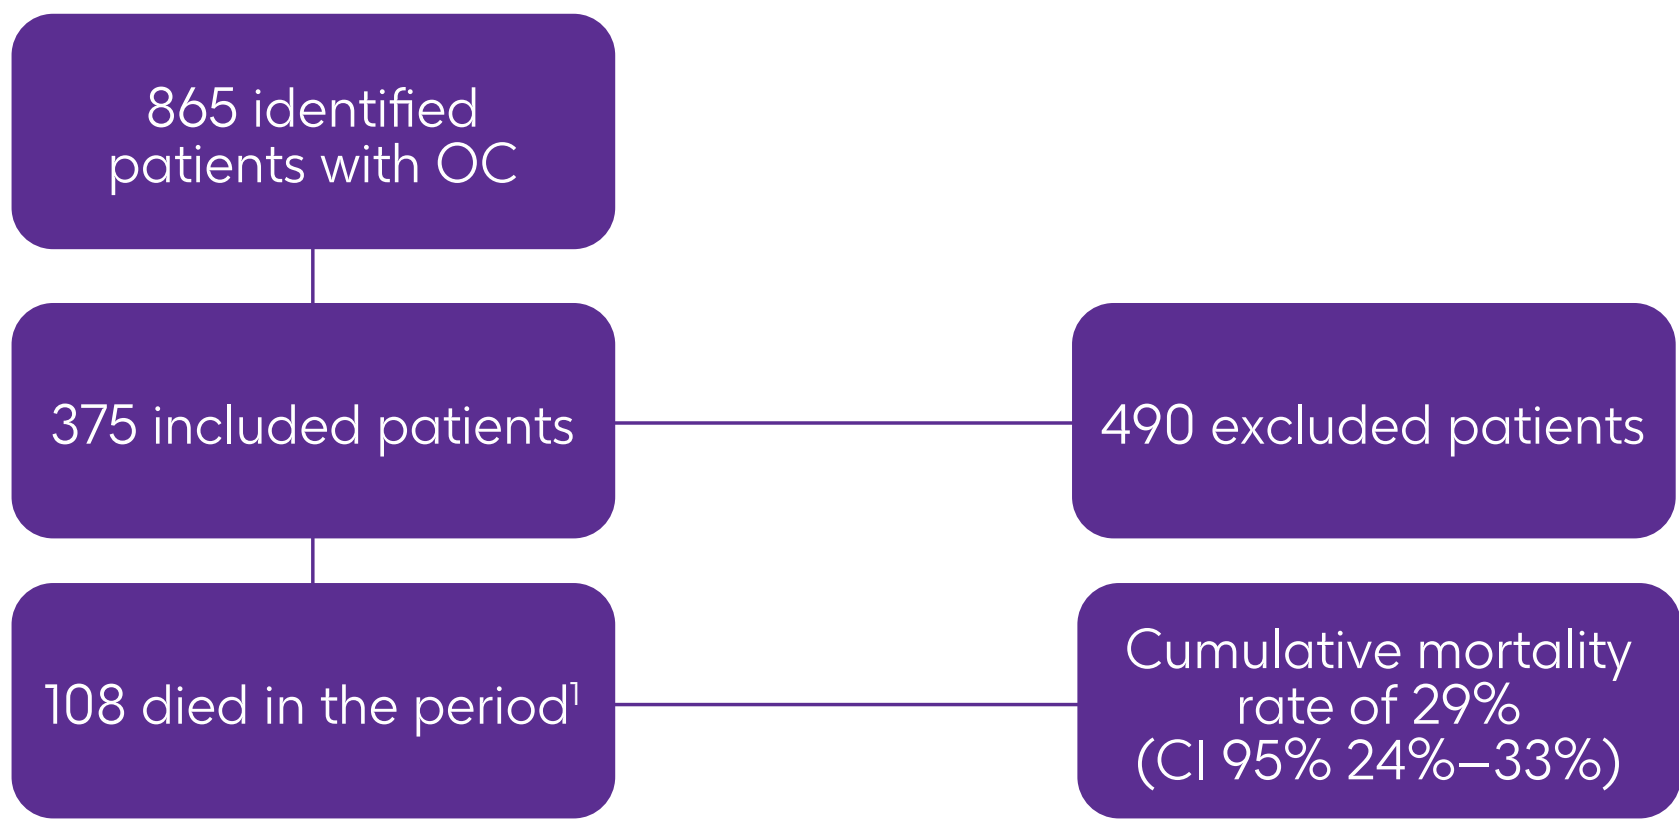 865 identified
patients with OC
375 included patients
490 excluded patients
108 died in the period¹
Cumulative mortality
rate of 29%
(CI 95% 24%–33%)